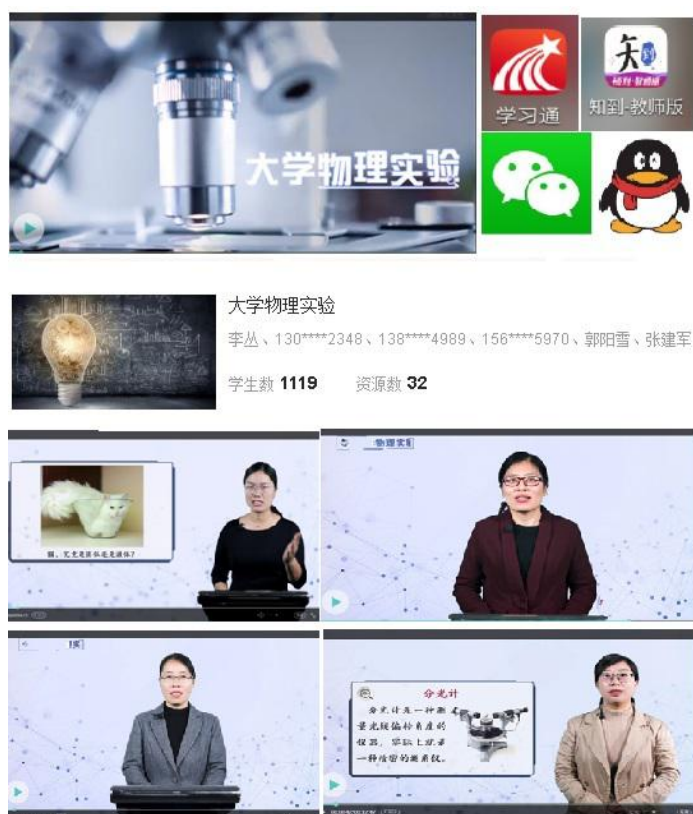 大学物理实验
学习通
知到-教师版
大学物理实验
李丛、130****2348、138****4989、156****5970、郭阳雪、张建军
学生数 1119 资源数 32
物理实
猫，究竟是固体还是液体？
分光计
分光计是一种测
量光线偏转角度的
仪器，实际上就是
一种精密的测角仪。